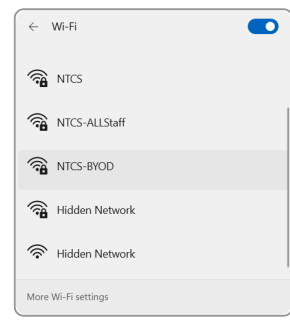 Wi-Fi
NTCS
NTCS-ALLStaff
NTCS-BYOD
Hidden Network
Hidden Network
More Wi-Fi settings